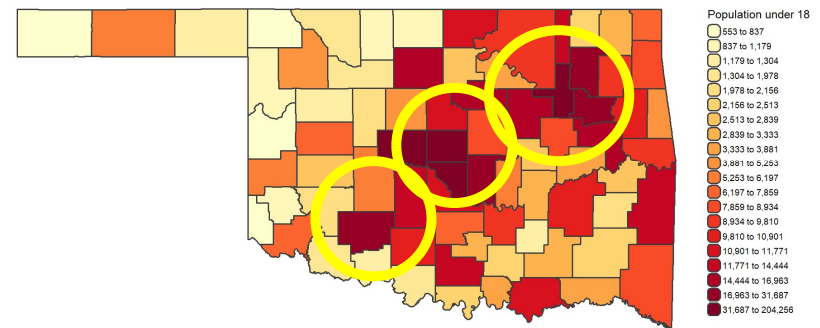 Population under 18
553 to 837
837 to 1,179
1,179 to 1,304
1,304 to 1,978
1,978 to 2,156
2,156 to 2,513
2,513 to 2,839
2,839 to 3,333
3,333 to 3,881
3,881 to 5,253
5,253 to 6,197
6,197 to 7,859
7,859 to 8,934
8,934 to 9,810
9,810 to 10,901
10,901 to 11,771
11,771 to 14,444
14,444 to 16,963
16,963 to 31,687
31,687 to 204,256